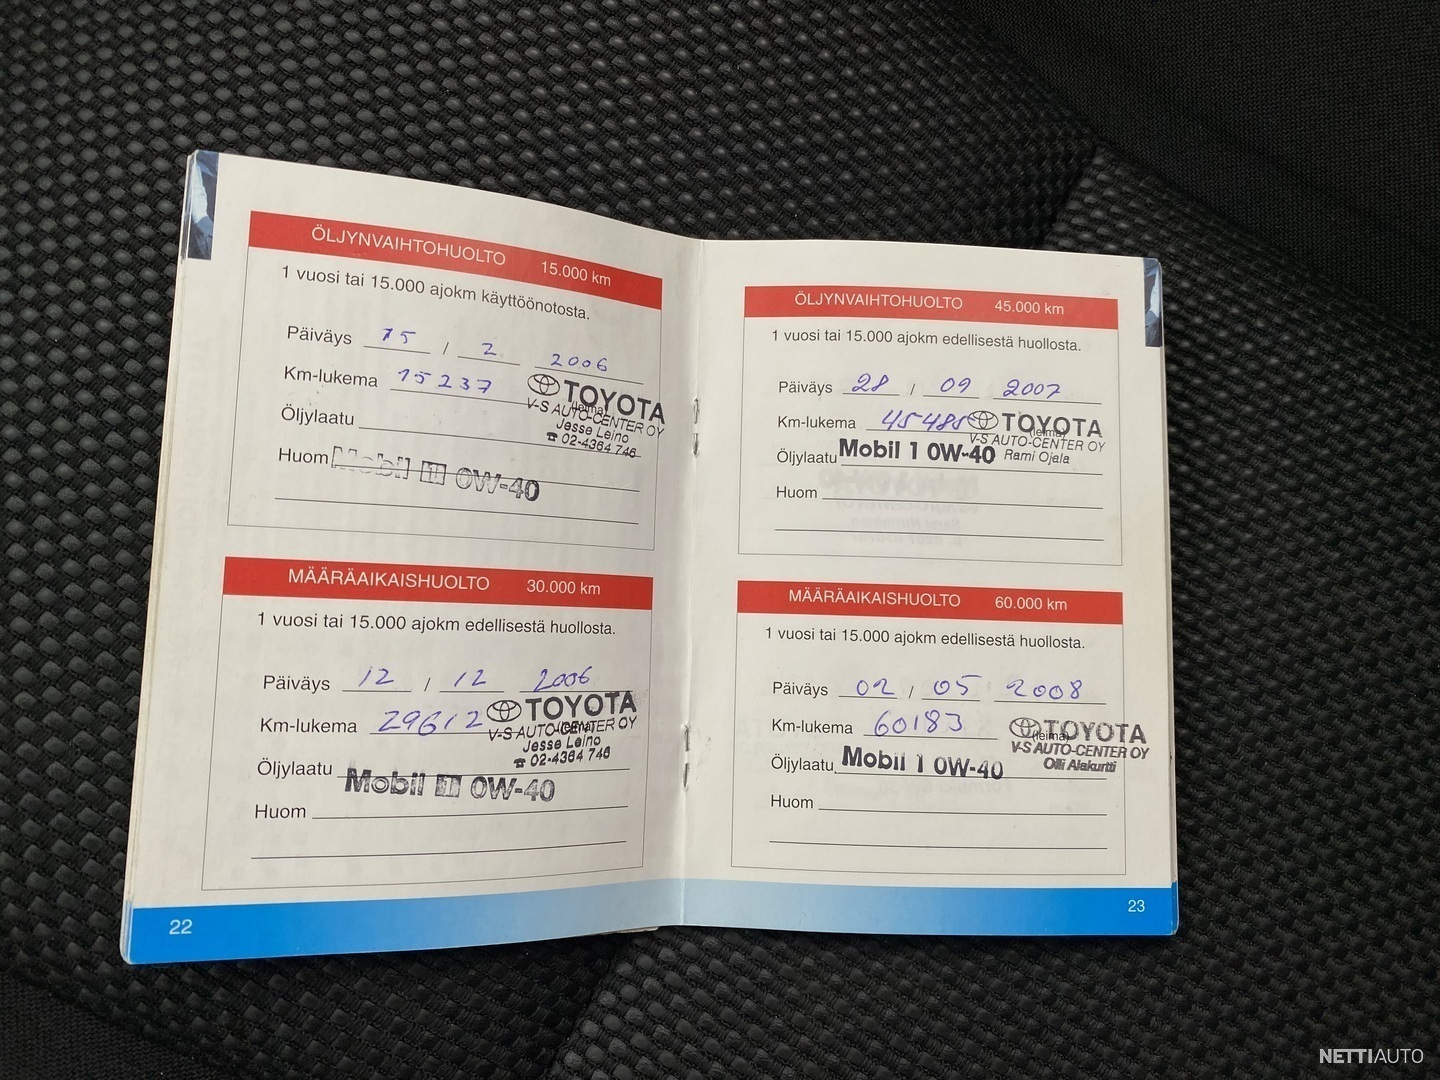 ÖLJYNVAIHTOHUOLTO 15.000 km
1 vuosi tai 15.000 ajokm käyttöönotosta.
Päiväys 15 / 2 2006
Km-lukema 15237
TOYOTA
(leima)
V-S AUTO-CENTER OY
Jesse Leino
☎ 02-4364 746
Öljylaatu
Huom Mobil 1 0W-40
MÄÄRÄAIKAISHUOLTO 30.000 km
1 vuosi tai 15.000 ajokm edellisestä huollosta.
Päiväys 12 / 12 2006
Km-lukema 29612
TOYOTA
(leima)
V-S AUTO-CENTER OY
Jesse Leino
☎ 02-4364 746
Öljylaatu Mobil 1 0W-40
Huom
22
ÖLJYNVAIHTOHUOLTO 45.000 km
1 vuosi tai 15.000 ajokm edellisestä huollosta.
Päiväys 28 / 09 2007
Km-lukema 45485
TOYOTA
(leima)
V-S AUTO-CENTER OY
Rami Ojala
Öljylaatu Mobil 1 0W-40
Huom
MÄÄRÄAIKAISHUOLTO 60.000 km
1 vuosi tai 15.000 ajokm edellisestä huollosta.
Päiväys 02 / 05 2008
Km-lukema 60183
TOYOTA
(leima)
V-S AUTO-CENTER OY
Olli Alakurtti
Öljylaatu Mobil 1 0W-40
Huom
23
NETTIAUTO